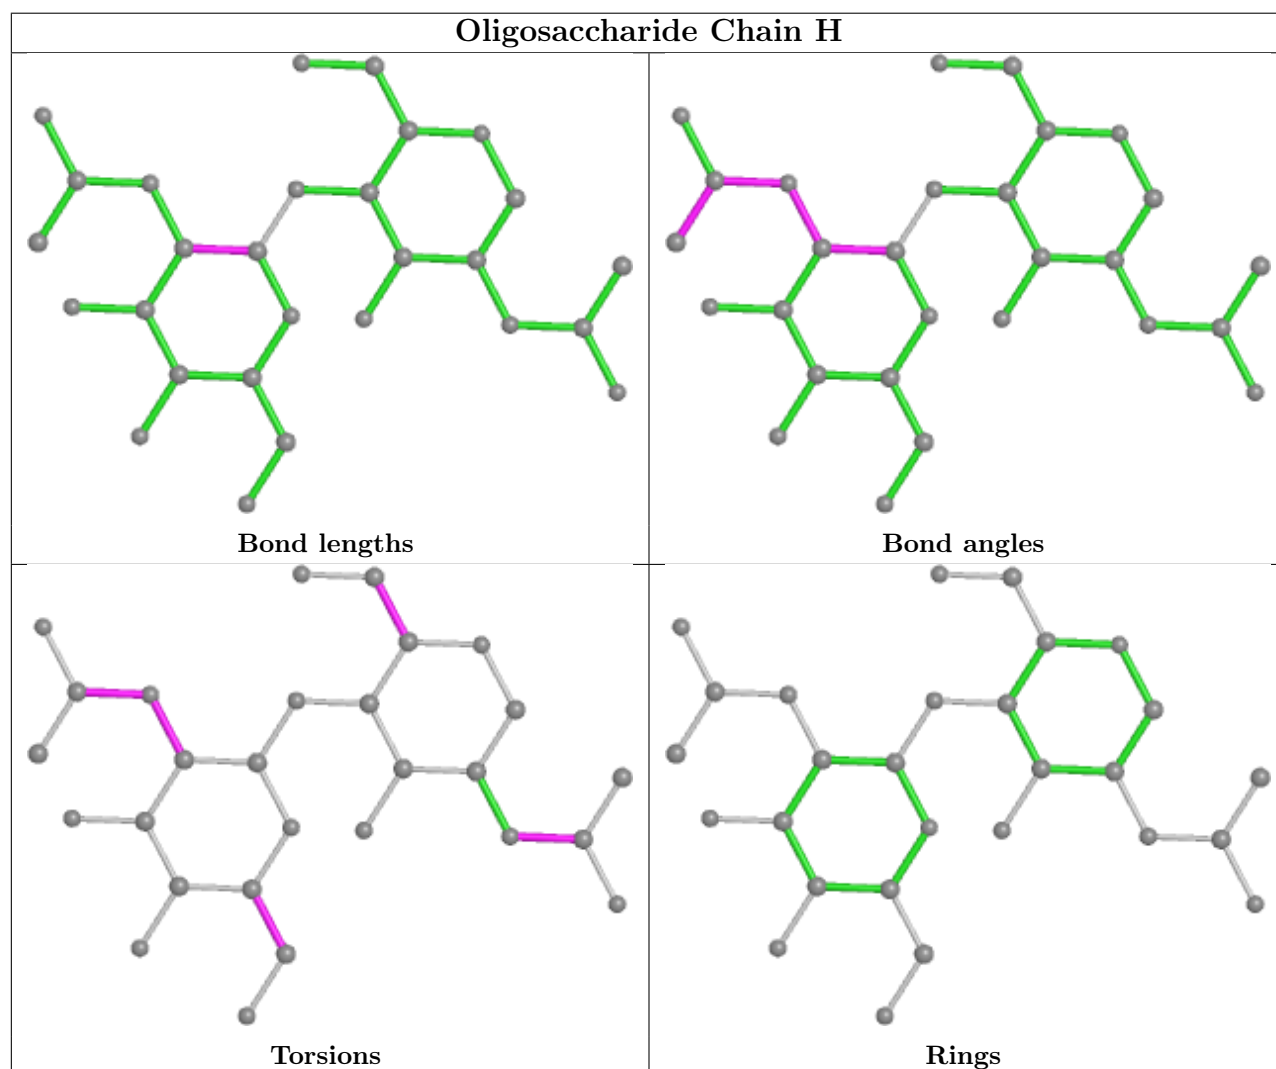 Oligosaccharide Chain H
Bond lengths
Bond angles
Torsions
Rings